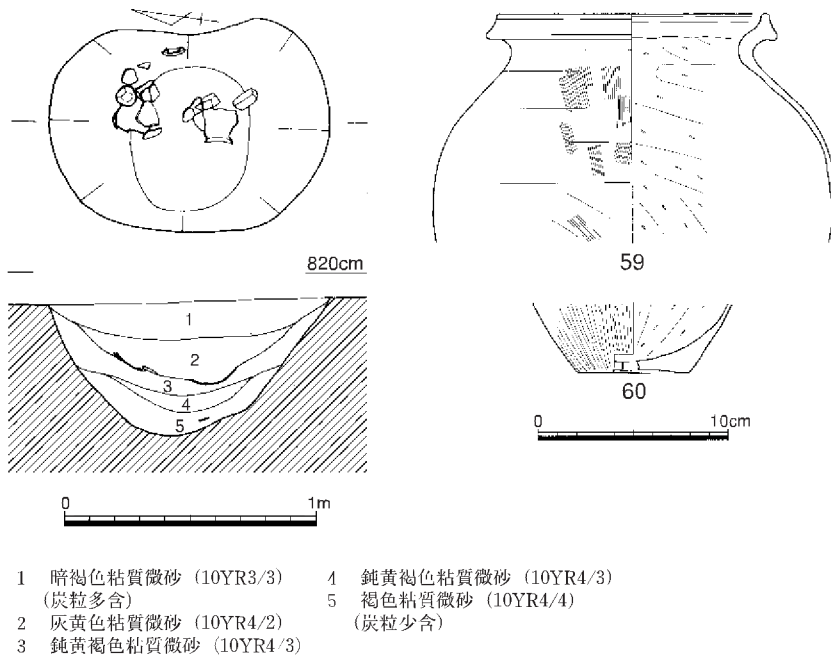 820cm
1
2
3
4
5
0 1m
59
60
0 10cm
1 暗褐色粘質微砂 (10YR3/3)
(炭粒多含)
2 灰黄色粘質微砂 (10YR4/2)
3 鈍黄褐色粘質微砂 (10YR4/3)
4 鈍黄褐色粘質微砂 (10YR4/3)
5 褐色粘質微砂 (10YR4/4)
(炭粒少含)